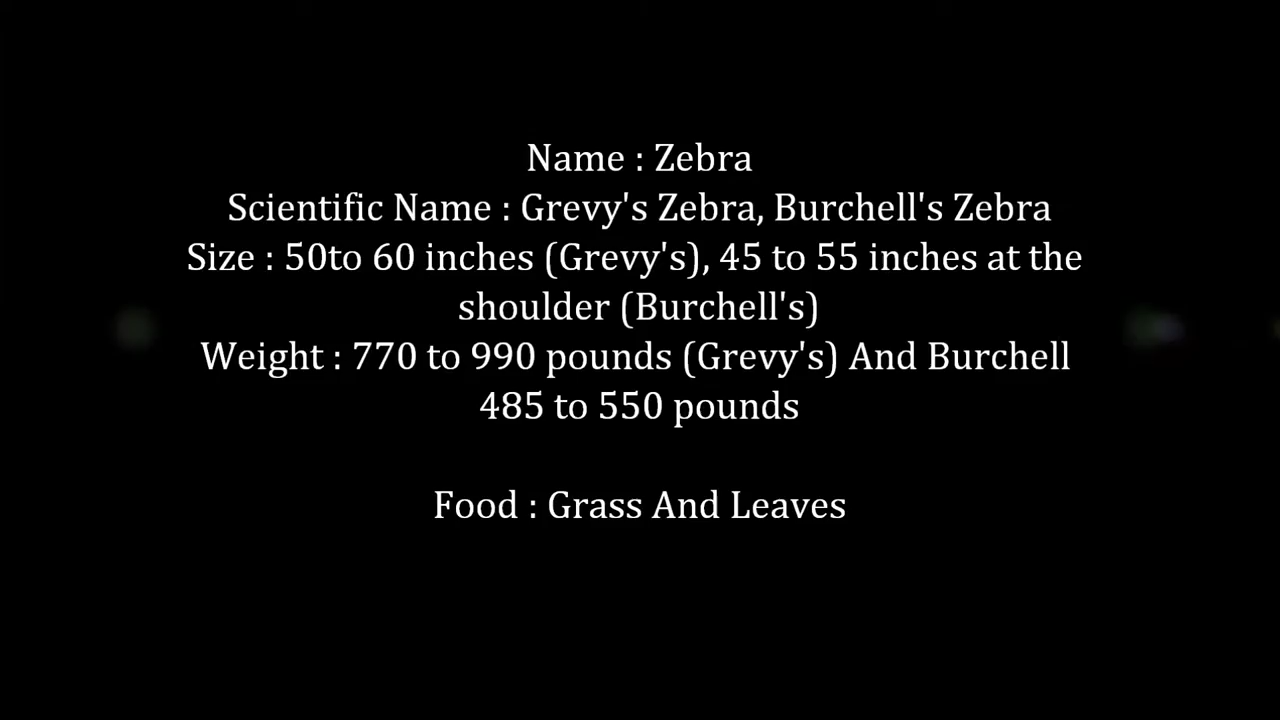 Name : Zebra
Scientific Name : Grevy's Zebra, Burchell's Zebra
Size : 50to 60 inches (Grevy's), 45 to 55 inches at the
shoulder (Burchell's)
Weight : 770 to 990 pounds (Grevy's) And Burchell
485 to 550 pounds
Food : Grass And Leaves